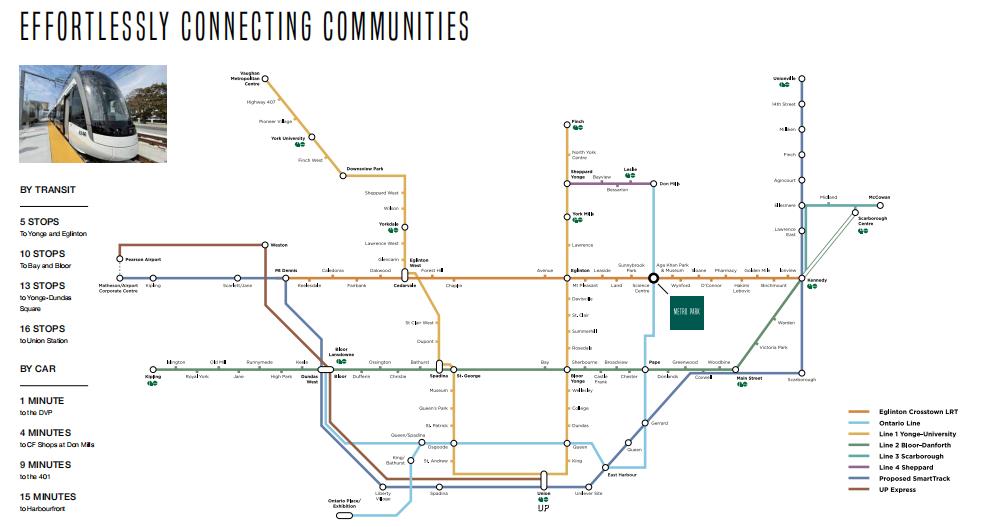 EFFORTLESSLY CONNECTING COMMUNITIES
BY TRANSIT
5 STOPS
To Yonge and Eglinton
10 STOPS
To Bay and Bloor
13 STOPS
to Yonge-Dundas
Square
16 STOPS
to Union Station
BY CAR
1 MINUTE
to the DVP
4 MINUTES
to CF Shops at Don Mills
9 MINUTES
to the 401
15 MINUTES
to Harbourfront
Vaughan
Metropolitan
Centre
Highway 407
Pioneer Village
York University
Finch West
Downsview Park
Sheppard West
Wilson
Yorkdale
Lawrence West
Glencairn
Eglinton
West
Cedarvale
Forest Hill
Chaplin
Avenue
Weston
Pearson Airport
Matheson/Airport
Corporate Centre
Kipling
Scarlett/Jane
Mt Dennis
Keelesdale
Caledonia
Fairbank
Oakwood
St Clair West
Dupont
Finch
North York
Centre
Sheppard
Yonge
Bayview
Bessarion
Leslie
Don Mills
York Mills
Lawrence
Eglinton
Mt Pleasant
Leaside
Laird
Sunnybrook
Park
Science
Centre
Aga Khan Park
& Museum
Wynford
Sloane
O'Connor
Pharmacy
Hakimi
Lebovic
Golden Mile
Birchmount
Ionview
Kennedy
METRO PARK
Davisville
St. Clair
Summerhill
Rosedale
Unionville
14th Street
Milliken
Finch
Agincourt
Ellesmere
Midland
McCowan
Scarborough
Centre
Lawrence
East
Warden
Victoria Park
Scarborough
Kipling
Islington
Royal York
Old Mill
Jane
Runnymede
High Park
Keele
Dundas
West
Bloor
Lansdowne
Bloor
Dufferin
Ossington
Christie
Bathurst
Spadina
St. George
Bay
Bloor
Yonge
Sherbourne
Castle
Frank
Broadview
Chester
Pape
Donlands
Greenwood
Coxwell
Woodbine
Main Street
Museum
Queen's Park
St. Patrick
Osgoode
St. Andrew
Wellesley
College
Dundas
Queen
King
Queen/Spadina
King/
Bathurst
Gerrard
Queen
East Harbour
Unilever Site
Union
UP
Spadina
Liberty
Village
Ontario Place/
Exhibition
Eglinton Crosstown LRT
Ontario Line
Line 1 Yonge-University
Line 2 Bloor-Danforth
Line 3 Scarborough
Line 4 Sheppard
Proposed SmartTrack
UP Express